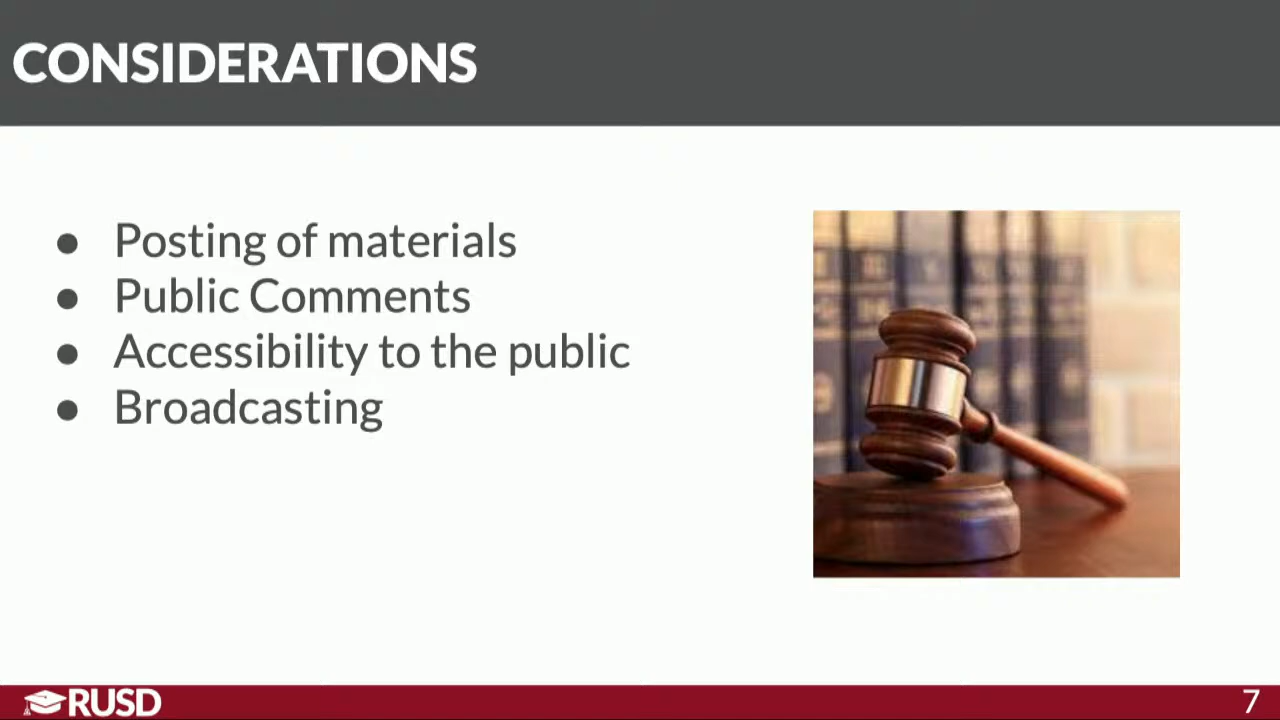 CONSIDERATIONS
● Posting of materials
● Public Comments
● Accessibility to the public
● Broadcasting
RUSD
7